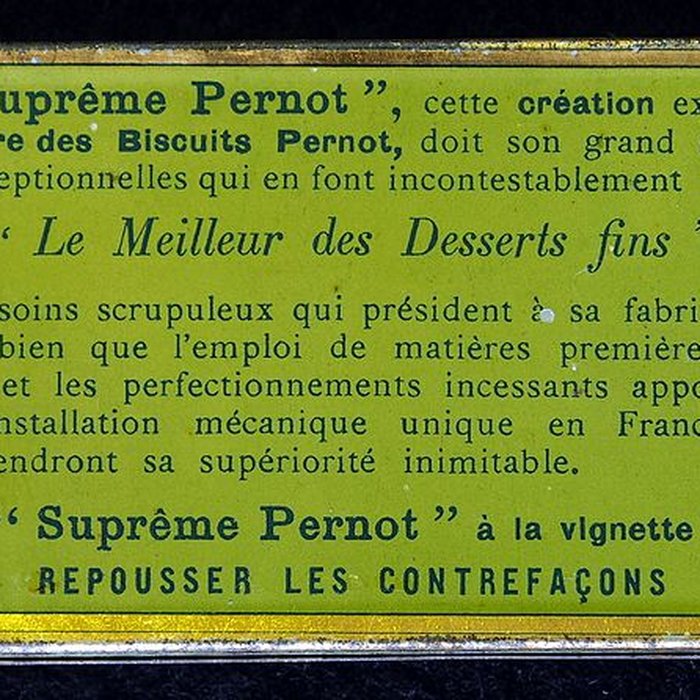 uprême Pernot ”, cette création ex
re des Biscuits Pernot, doit son grand
eptionnelles qui en font incontestablement
“ Le Meilleur des Desserts fins ”
soins scrupuleux qui président à sa fabri
bien que l’emploi de matières première
et les perfectionnements incessants appo
nstallation mécanique unique en Franc
endront sa supériorité inimitable.
“ Suprême Pernot ” à la vignette
REPOUSSER LES CONTREFAÇONS